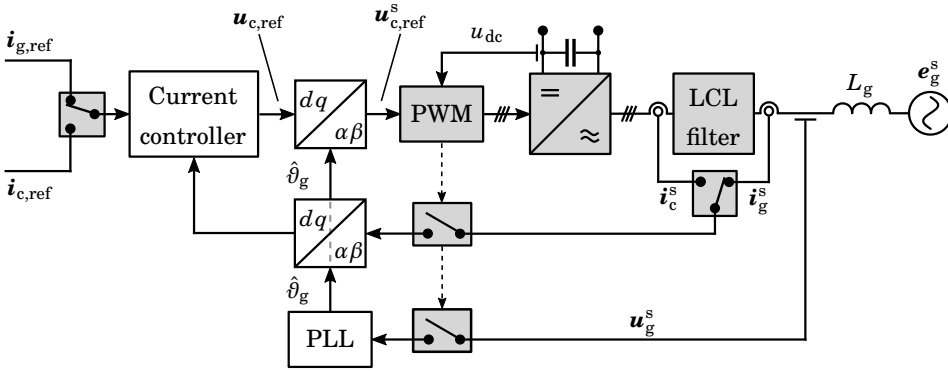 u_c,ref
u^s_c,ref
i_g,ref
u_dc
e^s_g
L_g
Current
controller
dq
αβ
PWM
=
≈
LCL
filter
i_c,ref
ϑ̂_g
i^s_c
i^s_g
dq
αβ
ϑ̂_g
PLL
u^s_g